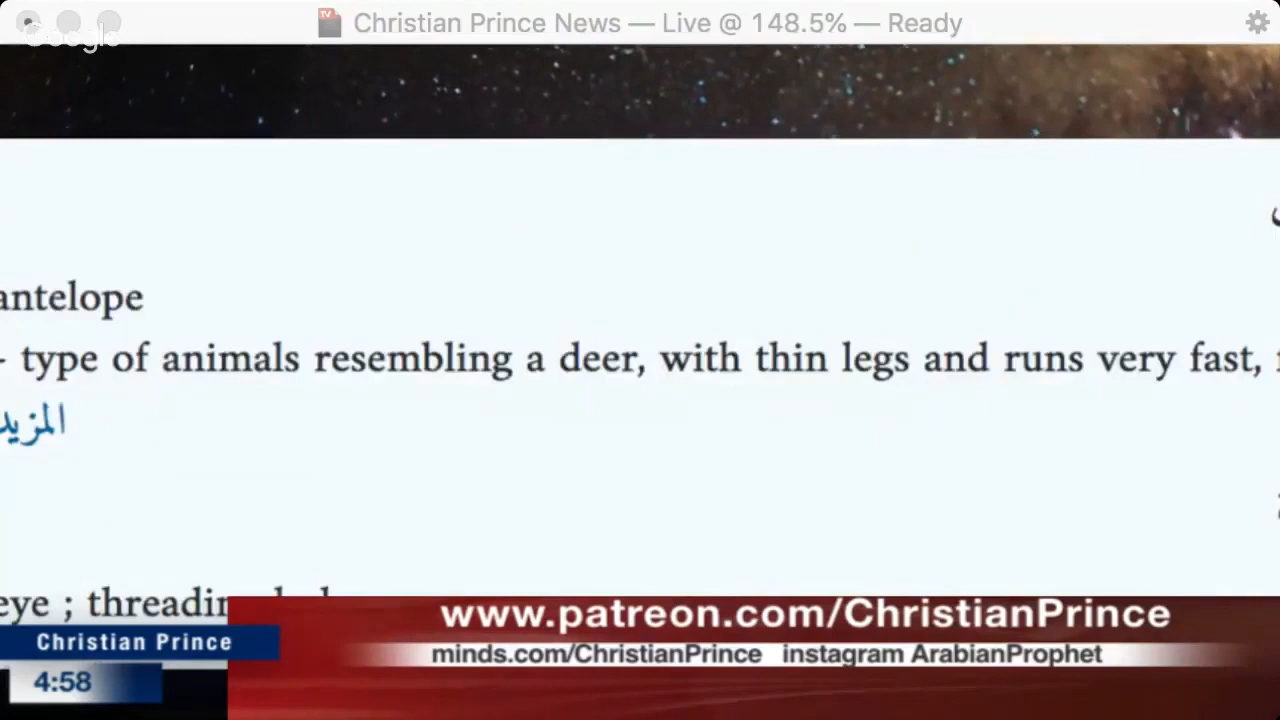 Christian Prince News — Live @ 148.5% — Ready
Google
antelope
- type of animals resembling a deer, with thin legs and runs very fast,
المزيد
eye ;
www.patreon.com/ChristianPrince
Christian Prince
minds.com/ChristianPrince instagram ArabianProphet
4:58